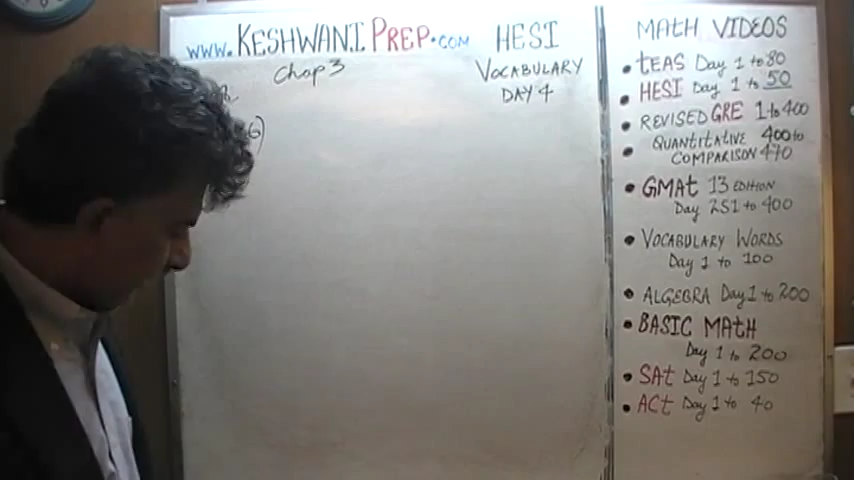 www.KESHWANIPREP.COM HESI
Chap 3
VOCABULARY
DAY 4
6)
MATH VIDEOS
• tEAS Day 1 to 80
• HESI Day 1 to 50
• REVISED GRE 1 to 400
• QUANTITATIVE 400 to
COMPARISON 470
• GMAt 13 EDITION
Day 251 to 400
• VOCABULARY WORDS
Day 1 to 100
• ALGEBRA Day 1 to 200
• BASIC MATH
Day 1 to 200
• SAt Day 1 to 150
• ACt Day 1 to 40